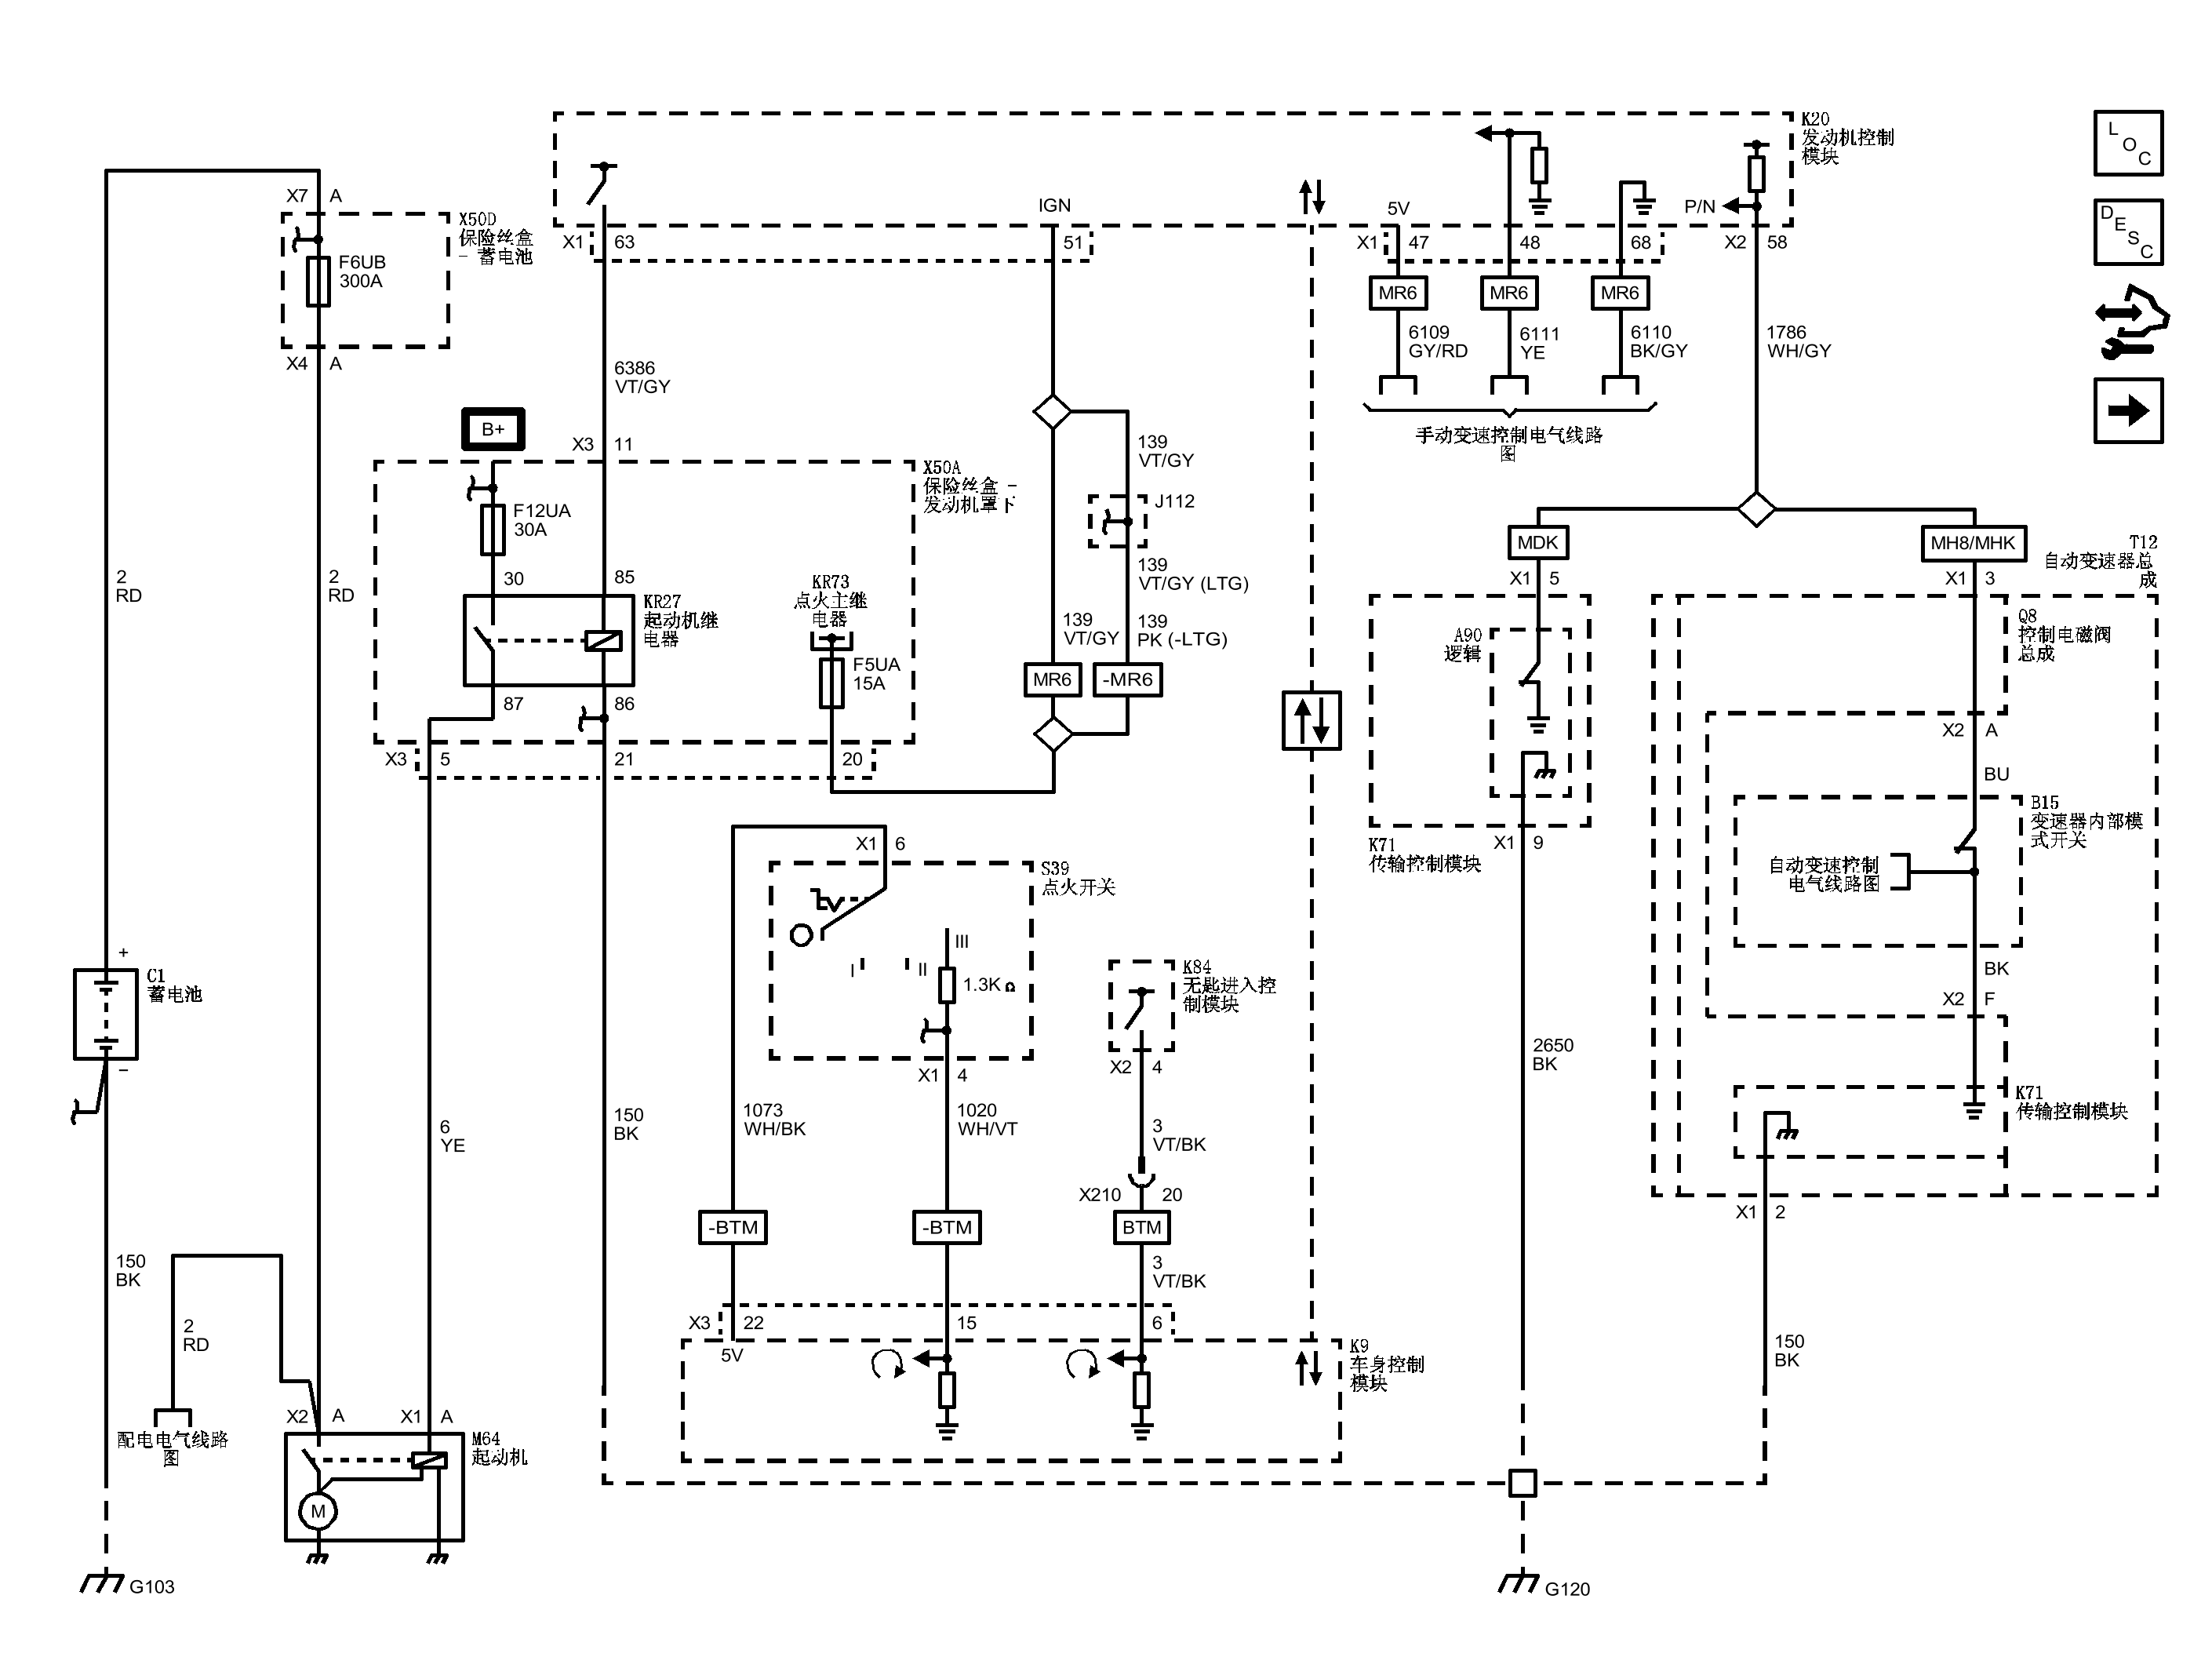 K20
发动机控制
模块
L
O
C
X7 A
X50D
保险丝盒
- 蓄电池
IGN
5V
P/N
D
E
S
C
X1 63
51
X1 47
48
68
X2 58
F6UB
300A
MR6
MR6
MR6
X4 A
6386
VT/GY
6109
GY/RD
6111
YE
6110
BK/GY
1786
WH/GY
B+
X3 11
139
VT/GY
手动变速控制电气线路
图
X50A
保险丝盒 -
发动机罩下
J112
F12UA
30A
MDK
MH8/MHK
T12
自动变速器总
成
2
RD
2
RD
30
85
KR73
点火主继
电器
139
VT/GY (LTG)
X1 5
X1 3
KR27
起动机继
电器
139
VT/GY
139
PK (-LTG)
A90
逻辑
Q8
控制电磁阀
总成
F5UA
15A
MR6
-MR6
87
86
X2 A
X3 5
21
20
BU
B15
变速器内部模
式开关
X1 6
K71
传输控制模块
X1 9
S39
点火开关
自动变速控制
电气线路图
+
I
II
III
C1
蓄电池
1.3KΩ
K84
无匙进入控
制模块
BK
X2 F
−
X1 4
X2 4
2650
BK
K71
传输控制模块
6
YE
150
BK
1073
WH/BK
1020
WH/VT
3
VT/BK
X210 20
X1 2
-BTM
-BTM
BTM
150
BK
3
VT/BK
2
RD
X3 22
15
6
5V
K9
车身控制
模块
150
BK
X2 A
X1 A
配电电气线路
图
M64
起动机
M
G103
G120